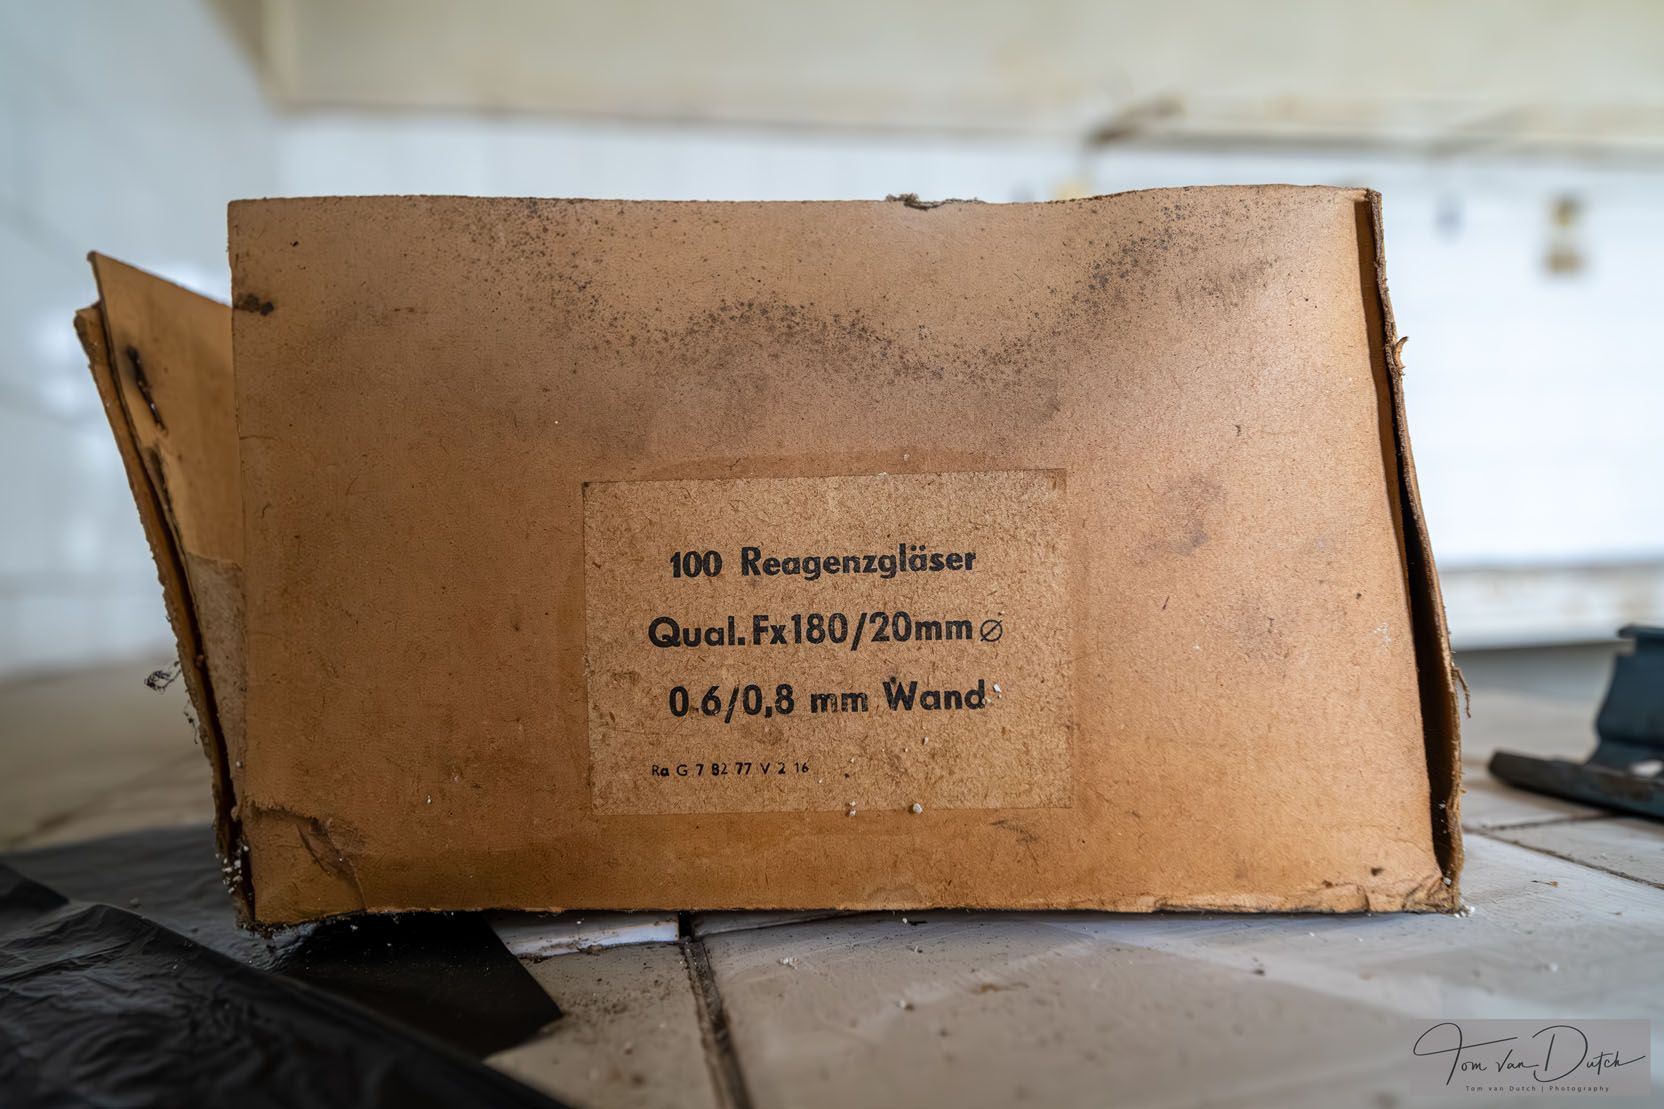 100 Reagenzgläser
Qual. Fx180/20mm ⌀
0.6/0,8 mm Wand
Ra G 7 82 77 V 2 16
Tom van Dutch
Tom van Dutch | Photography